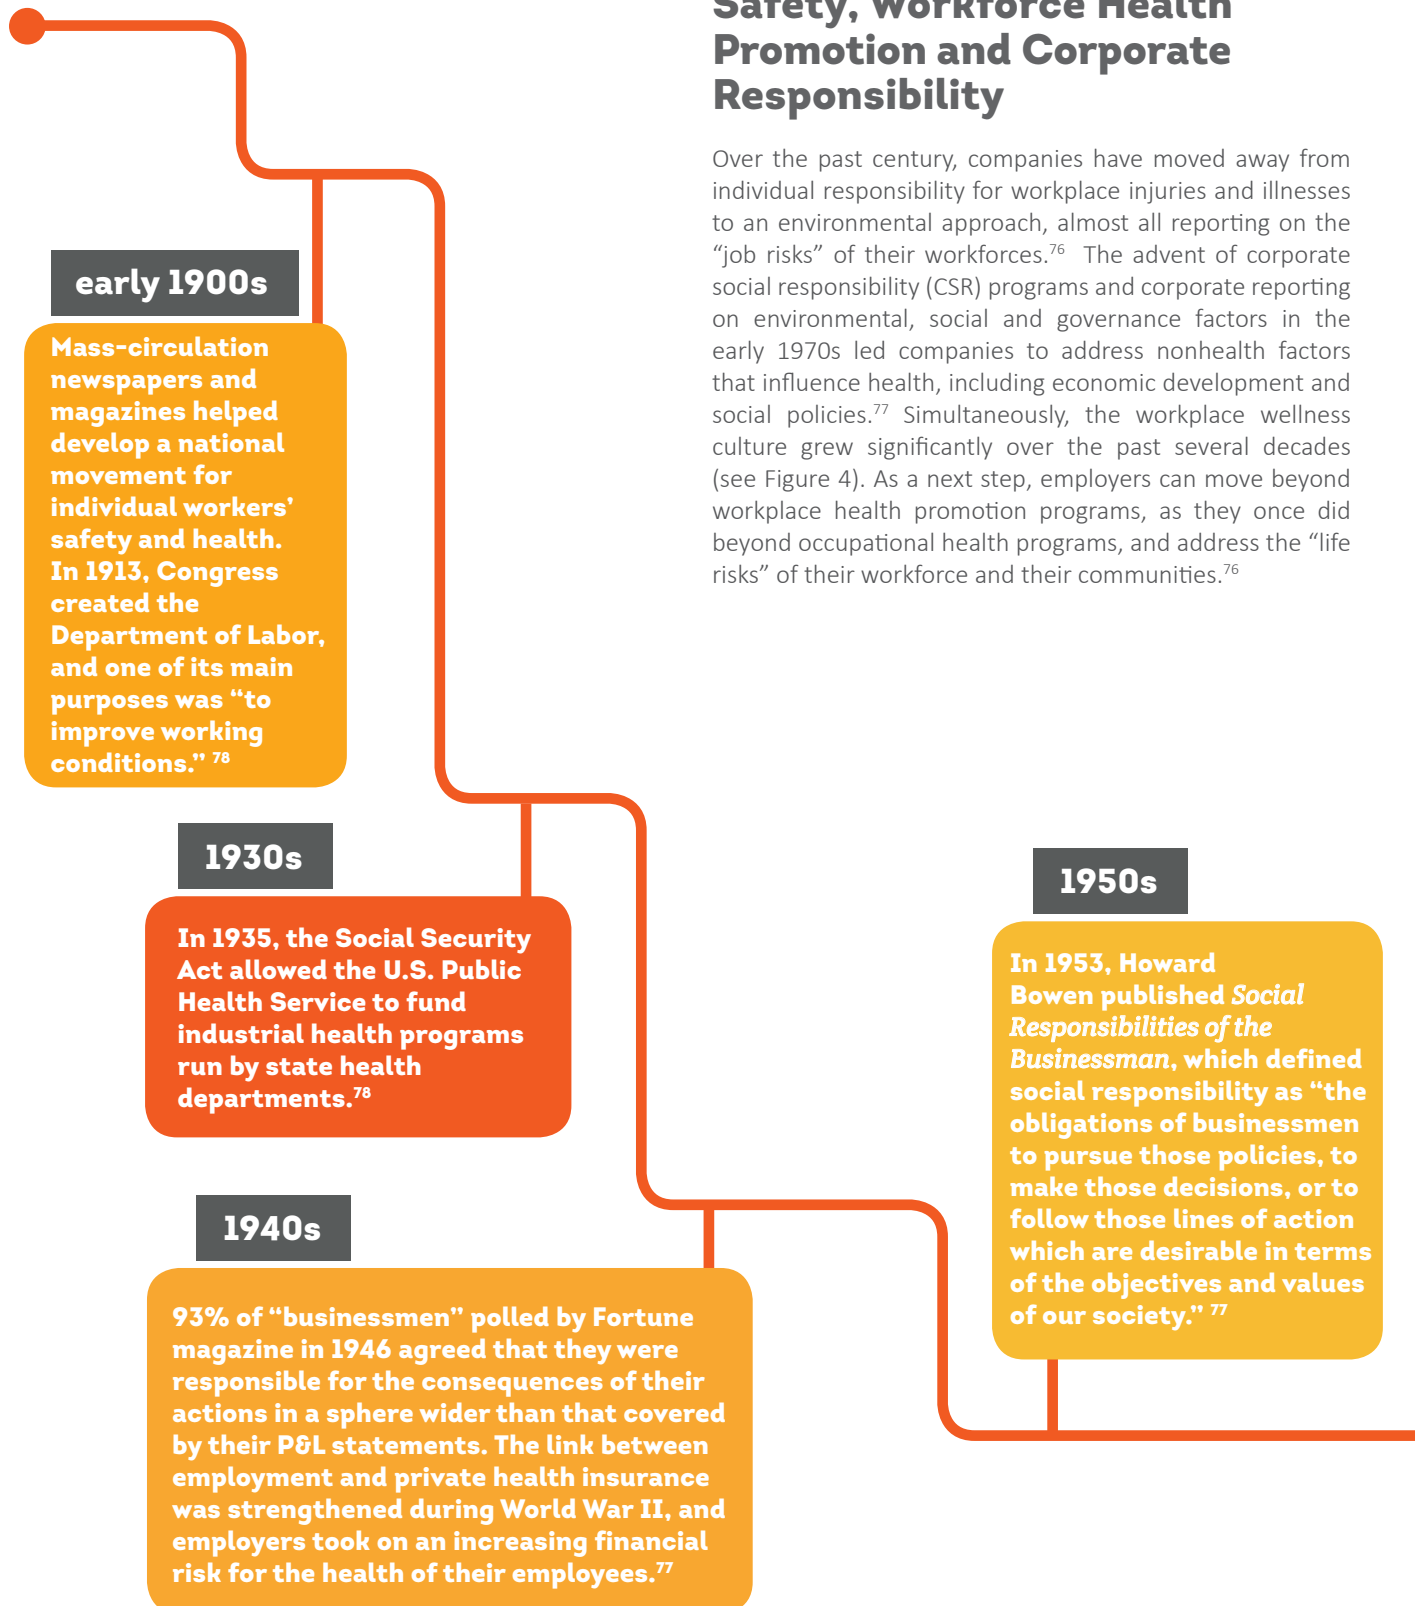 Safety, Workforce Health
Promotion and Corporate
Responsibility
Over the past century, companies have moved away from
individual responsibility for workplace injuries and illnesses
to an environmental approach, almost all reporting on the
“job risks” of their workforces.76 The advent of corporate
social responsibility (CSR) programs and corporate reporting
on environmental, social and governance factors in the
early 1970s led companies to address nonhealth factors
that influence health, including economic development and
social policies.77 Simultaneously, the workplace wellness
culture grew significantly over the past several decades
(see Figure 4). As a next step, employers can move beyond
workplace health promotion programs, as they once did
beyond occupational health programs, and address the “life
risks” of their workforce and their communities.76
early 1900s
Mass-circulation
newspapers and
magazines helped
develop a national
movement for
individual workers’
safety and health.
In 1913, Congress
created the
Department of Labor,
and one of its main
purposes was “to
improve working
conditions.” 78
1930s
In 1935, the Social Security
Act allowed the U.S. Public
Health Service to fund
industrial health programs
run by state health
departments.78
1940s
93% of “businessmen” polled by Fortune
magazine in 1946 agreed that they were
responsible for the consequences of their
actions in a sphere wider than that covered
by their P&L statements. The link between
employment and private health insurance
was strengthened during World War II, and
employers took on an increasing financial
risk for the health of their employees.77
1950s
In 1953, Howard
Bowen published Social
Responsibilities of the
Businessman, which defined
social responsibility as “the
obligations of businessmen
to pursue those policies, to
make those decisions, or to
follow those lines of action
which are desirable in terms
of the objectives and values
of our society.” 77